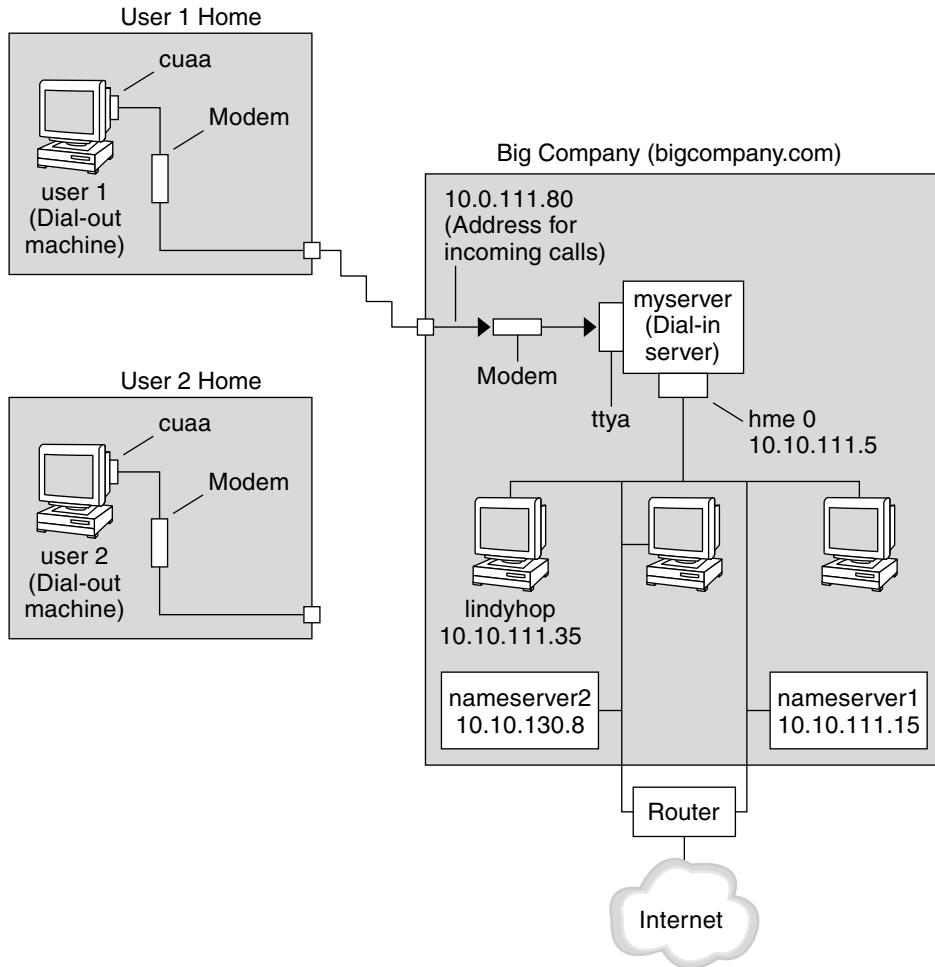 User 1 Home
cuaa
Modem
user 1
(Dial-out
machine)
Big Company (bigcompany.com)
10.0.111.80
(Address for
incoming calls)
myserver
(Dial-in
server)
Modem
ttya
hme 0
10.10.111.5
User 2 Home
cuaa
Modem
user 2
(Dial-out
machine)
lindyhop
10.10.111.35
nameserver2
10.10.130.8
nameserver1
10.10.111.15
Router
Internet